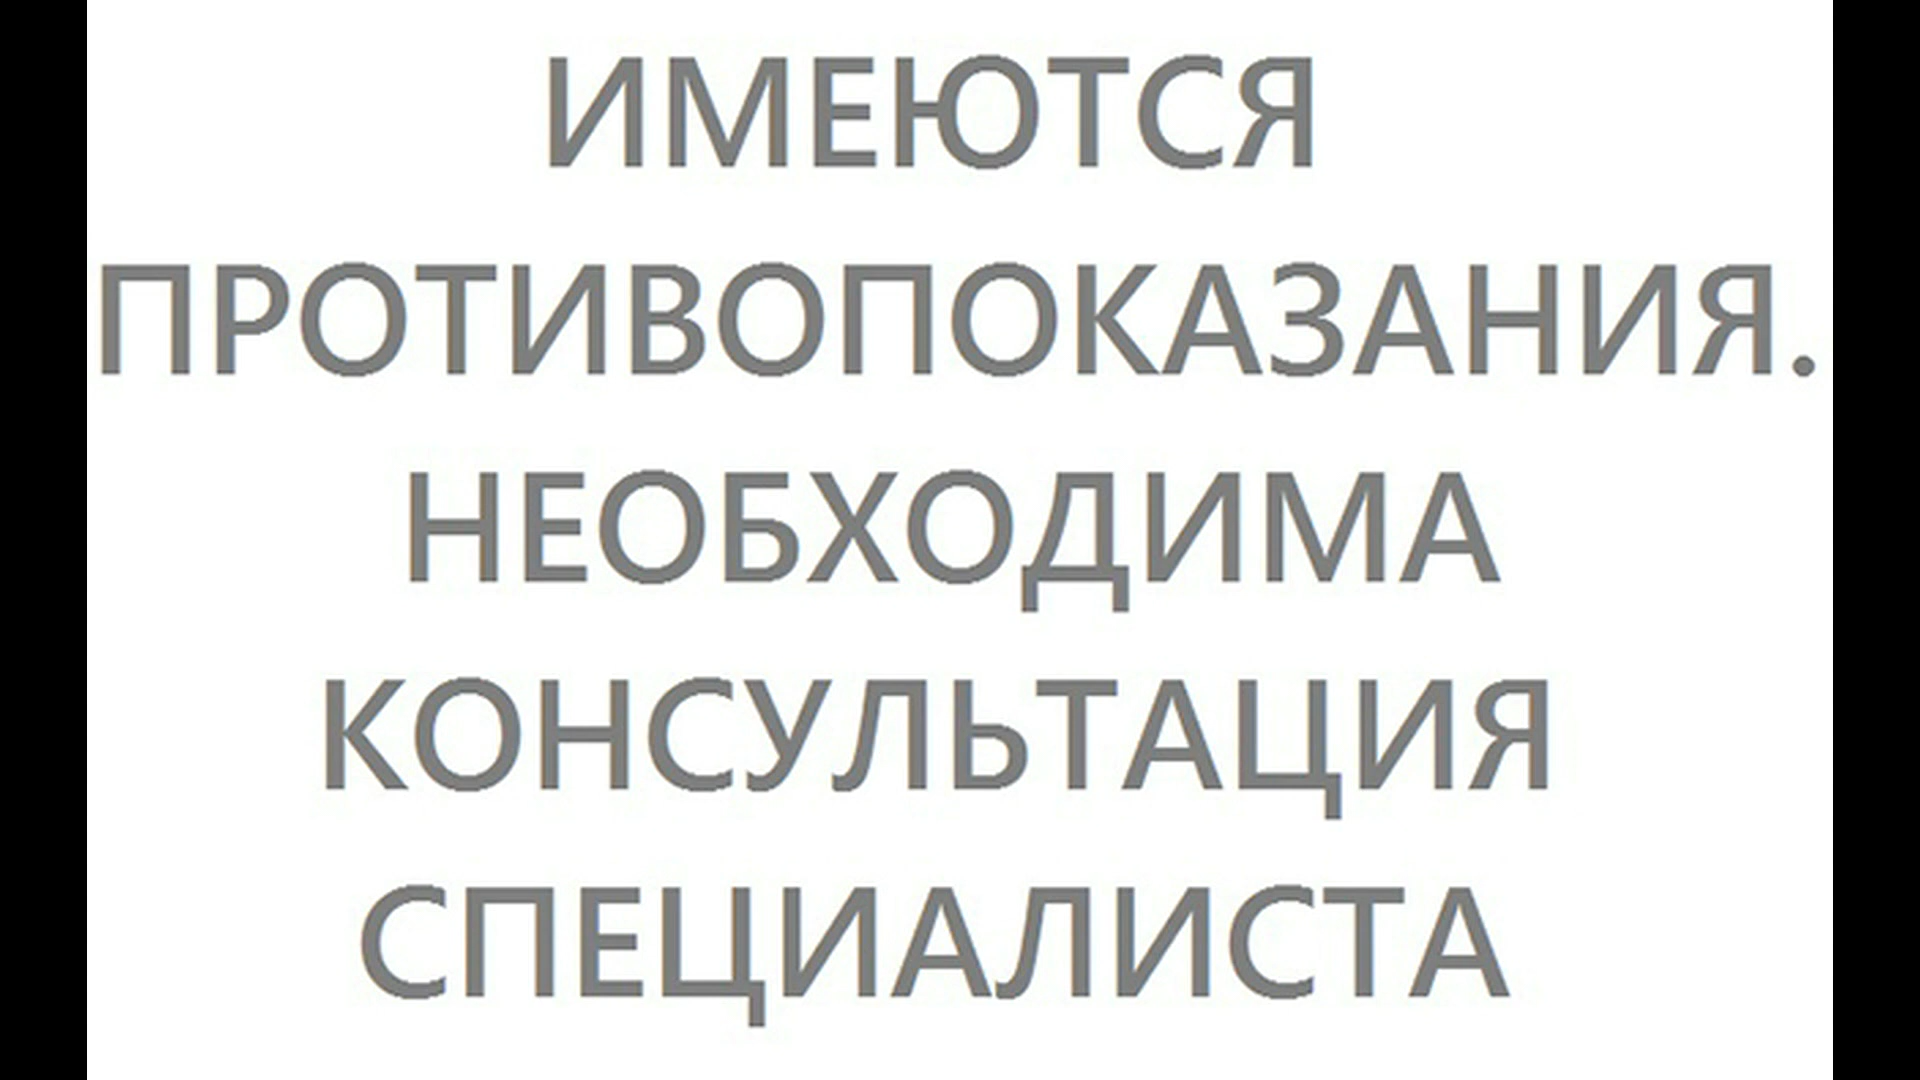 ИМЕЮТСЯ
ПРОТИВОПОКАЗАНИЯ.
НЕОБХОДИМА
КОНСУЛЬТАЦИЯ
СПЕЦИАЛИСТА